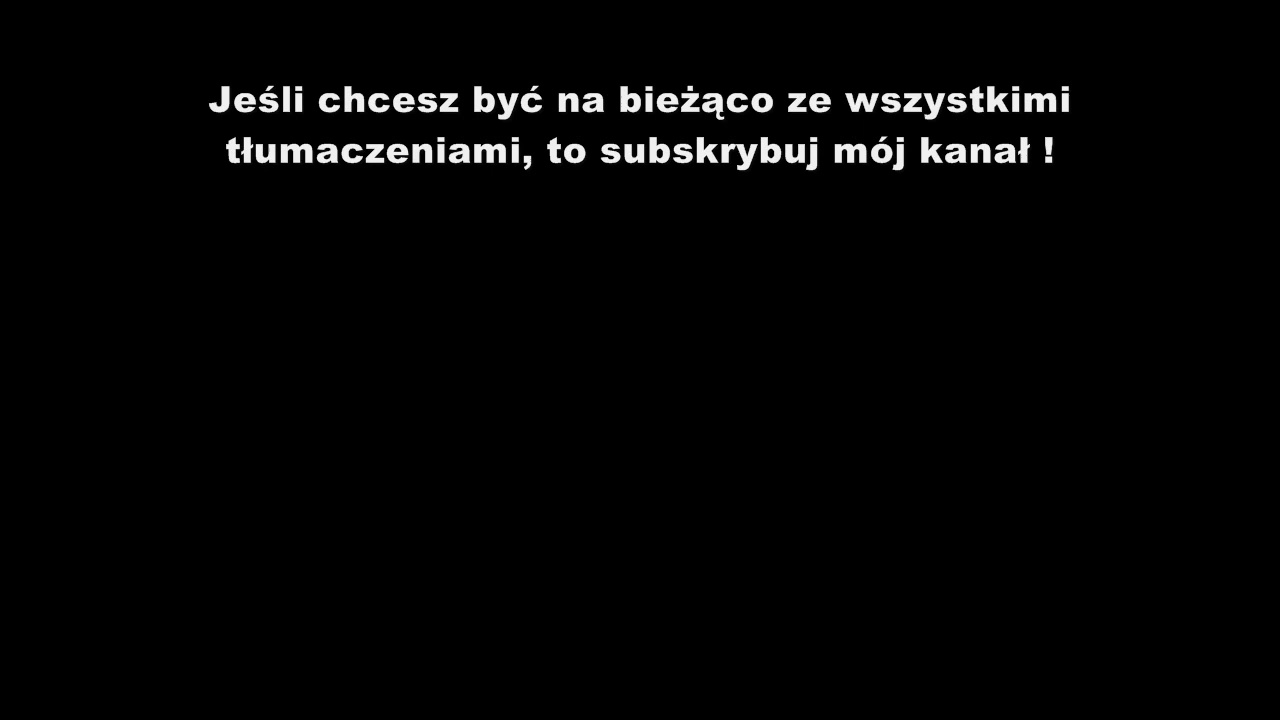 Jeśli chcesz być na bieżąco ze wszystkimi
tłumaczeniami, to subskrybuj mój kanał !